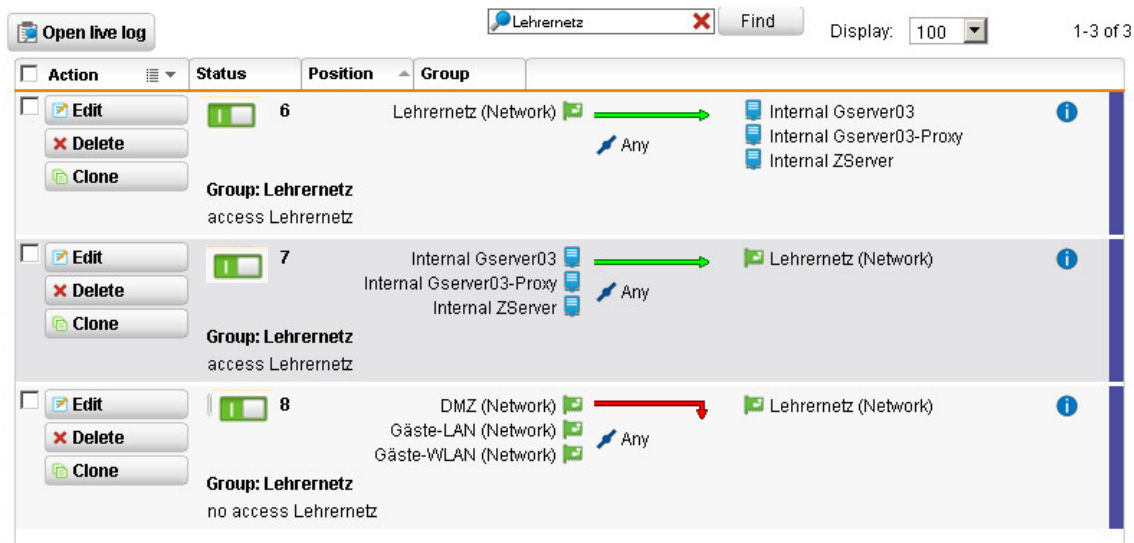 Open live log
Lehrernetz
Find
Display: 100
1-3 of 3
Action Status Position Group
Edit 6 Lehrernetz (Network) Internal Gserver03
Delete Any Internal Gserver03-Proxy
Clone Internal ZServer
Group: Lehrernetz
access Lehrernetz
Edit 7 Internal Gserver03 Lehrernetz (Network)
Delete Internal Gserver03-Proxy Any
Clone Internal ZServer
Group: Lehrernetz
access Lehrernetz
Edit 8 DMZ (Network) Lehrernetz (Network)
Delete Gäste-LAN (Network) Any
Clone Gäste-WLAN (Network)
Group: Lehrernetz
no access Lehrernetz